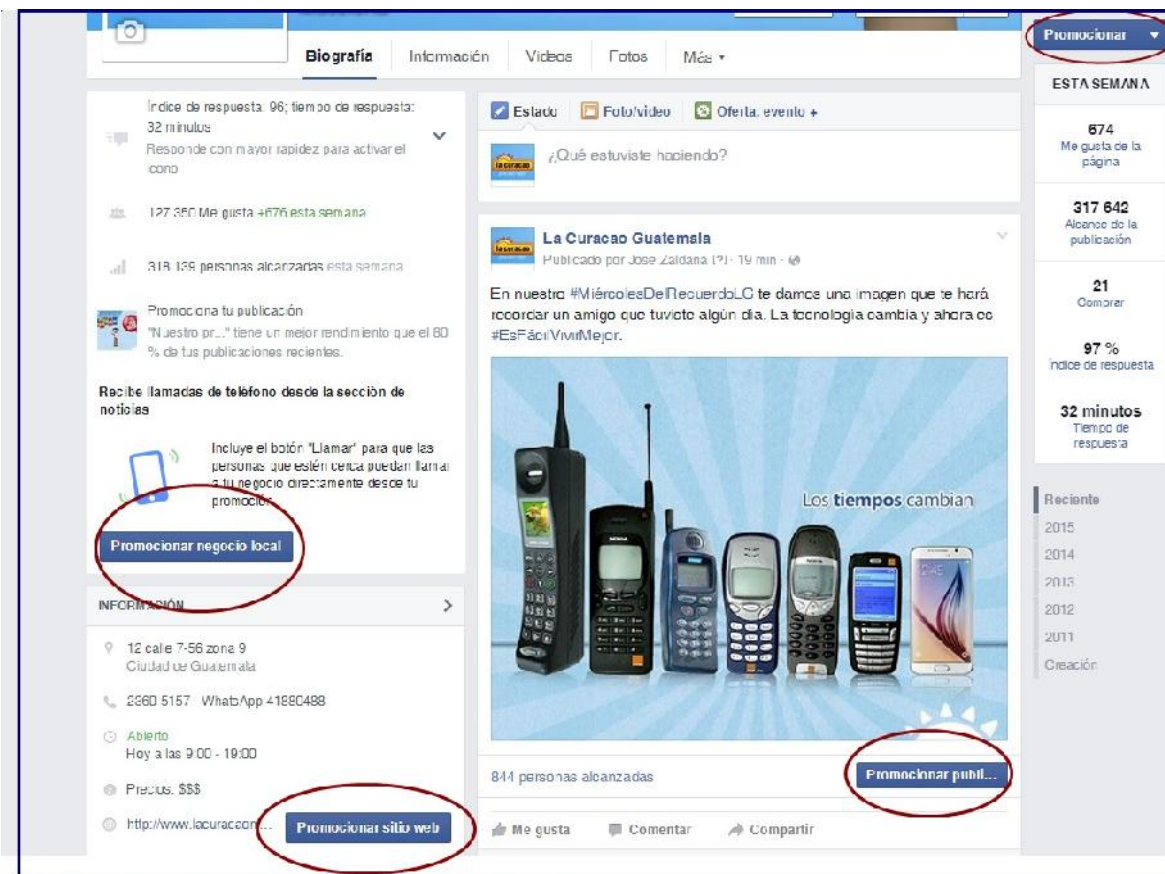 Biografía Información Videos Fotos Más
Promocionar
ESTA SEMANA
674
Me gusta de la
página
317 642
Alcance de la
publicación
21
Comprar
97 %
Índice de respuesta
32 minutos
Tiempo de
respuesta
Reciente
2015
2014
2013
2012
2011
Creación
Índice de respuesta: 96; tiempo de respuesta:
32 minutos
Responde con mayor rapidez para activar el
icono
127 350 Me gusta +676 esta semana
318 139 personas alcanzadas esta semana
Promociona tu publicación
"Nuestro pr..." tiene un mejor rendimiento que el 80
% de tus publicaciones recientes.
Recibe llamadas de teléfono desde la sección de
noticias
Incluye el botón "Llamar" para que las
personas que estén cerca puedan llamar
a tu negocio directamente desde tu
promoción
Promocionar negocio local
INFORMACIÓN
12 calle 7-56 zona 9
Ciudad de Guatemala
2360 5157 WhatsApp 41880488
Abierto
Hoy a las 9:00 - 19:00
Precios: $$$
http://www.lacuracaon...
Promocionar sitio web
Estado Foto/video Oferta, evento +
la curacao
¿Qué estuviste haciendo?
la curacao
La Curacao Guatemala
Publicado por Jose Zaldana [?] · 19 min ·
En nuestro #MiércolesDelRecuerdoLC te damos una imagen que te hará
recordar un amigo que tuviste algún día. La tecnología cambia y ahora es
#EsFácilVivirMejor.
Los tiempos cambian
12:45
844 personas alcanzadas
Promocionar publi...
Me gusta Comentar Compartir